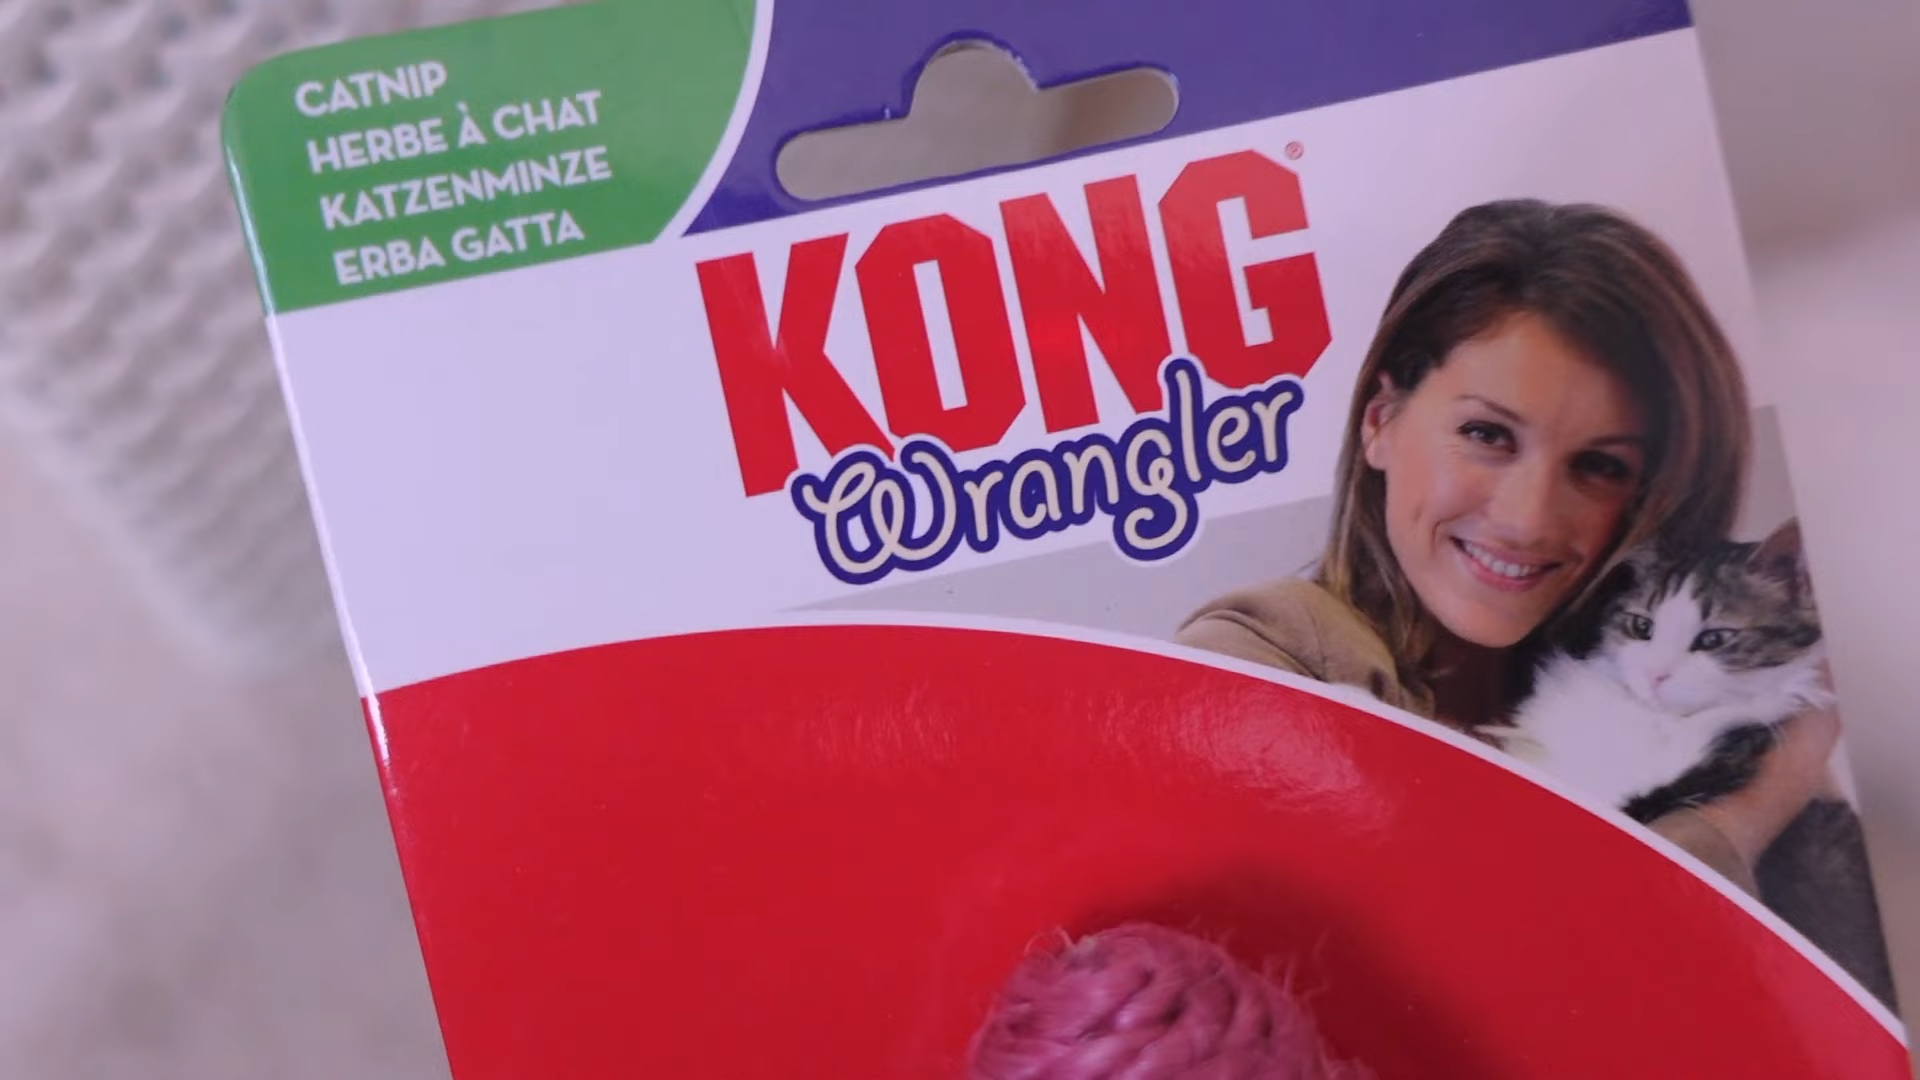 CATNIP
HERBE À CHAT
KATZENMINZE
ERBA GATTA
KONG®
Wrangler